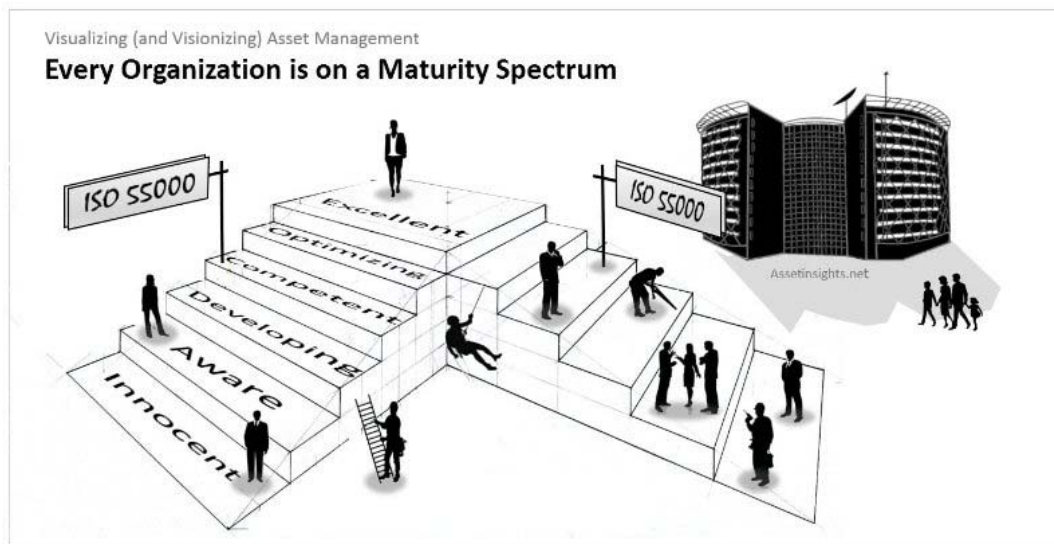 Visualizing (and Visionizing) Asset Management
Every Organization is on a Maturity Spectrum
ISO 55000
ISO 55000
Excellent
Optimizing
Competent
Developing
Aware
Innocent
Assetinsights.net